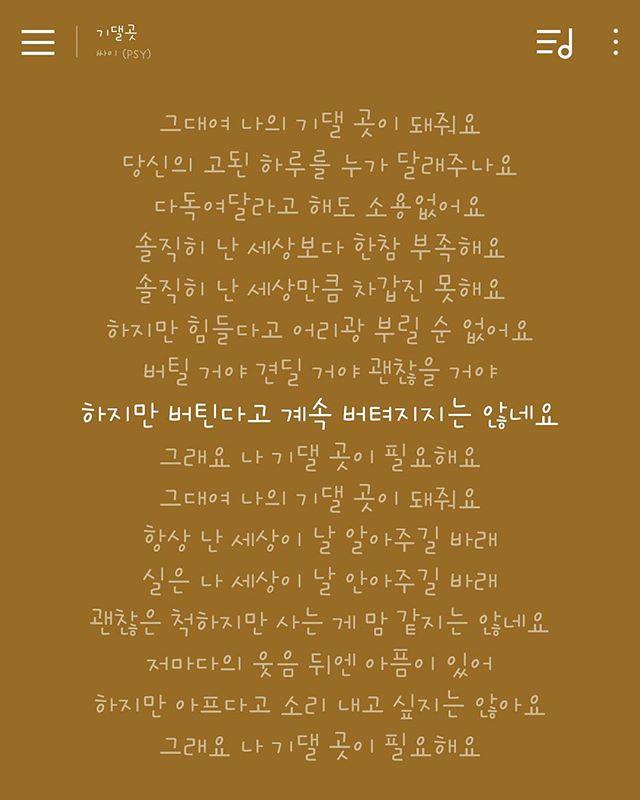 기댈곳
싸이 (PSY)
그대여 나의 기댈 곳이 돼줘요
당신의 고된 하루를 누가 달래주나요
다독여달라고 해도 소용없어요
솔직히 난 세상보다 한참 부족해요
솔직히 난 세상만큼 차갑진 못해요
하지만 힘들다고 어리광 부릴 순 없어요
버틸 거야 견딜 거야 괜찮을 거야
하지만 버틴다고 계속 버텨지지는 않네요
그래요 나 기댈 곳이 필요해요
그대여 나의 기댈 곳이 돼줘요
항상 난 세상이 날 알아주길 바래
실은 나 세상이 날 안아주길 바래
괜찮은 척하지만 사는 게 맘 같지는 않네요
저마다의 웃음 뒤엔 아픔이 있어
하지만 아프다고 소리 내고 싶지는 않아요
그래요 나 기댈 곳이 필요해요